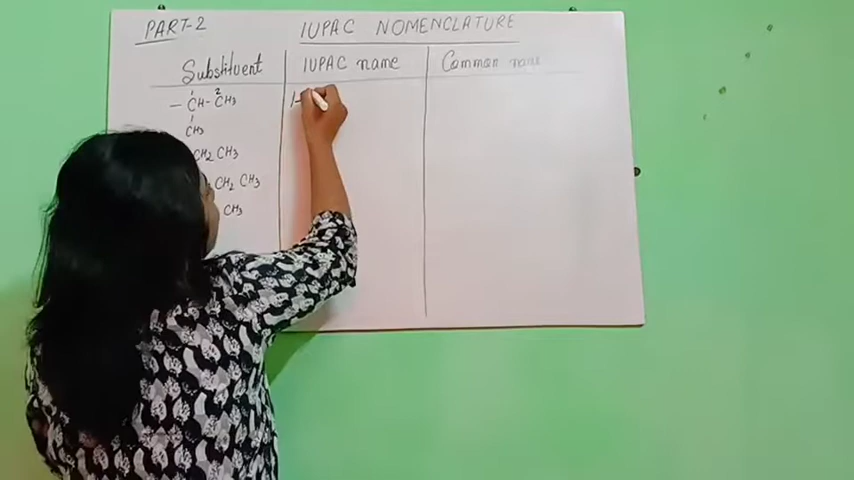 PART-2
IUPAC NOMENCLATURE
Substituent IUPAC name Common name
1 2
- CH - CH3 1-
CH3
CH2 CH3
CH2 CH3
CH3